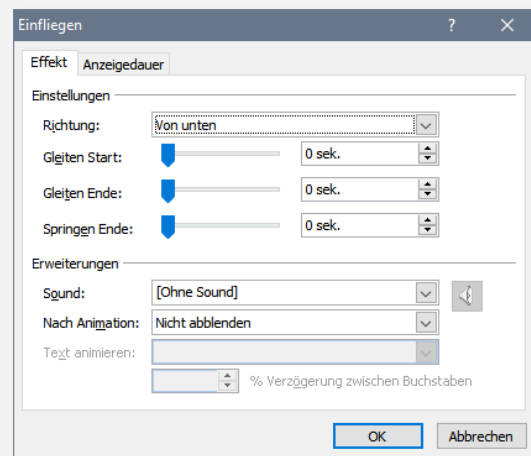 Einfliegen ?
Effekt Anzeigedauer
Einstellungen
Richtung: Von unten
Gleiten Start: 0 sek.
Gleiten Ende: 0 sek.
Springen Ende: 0 sek.
Erweiterungen
Sound: [Ohne Sound]
Nach Animation: Nicht abblenden
Text animieren:
% Verzögerung zwischen Buchstaben
OK Abbrechen